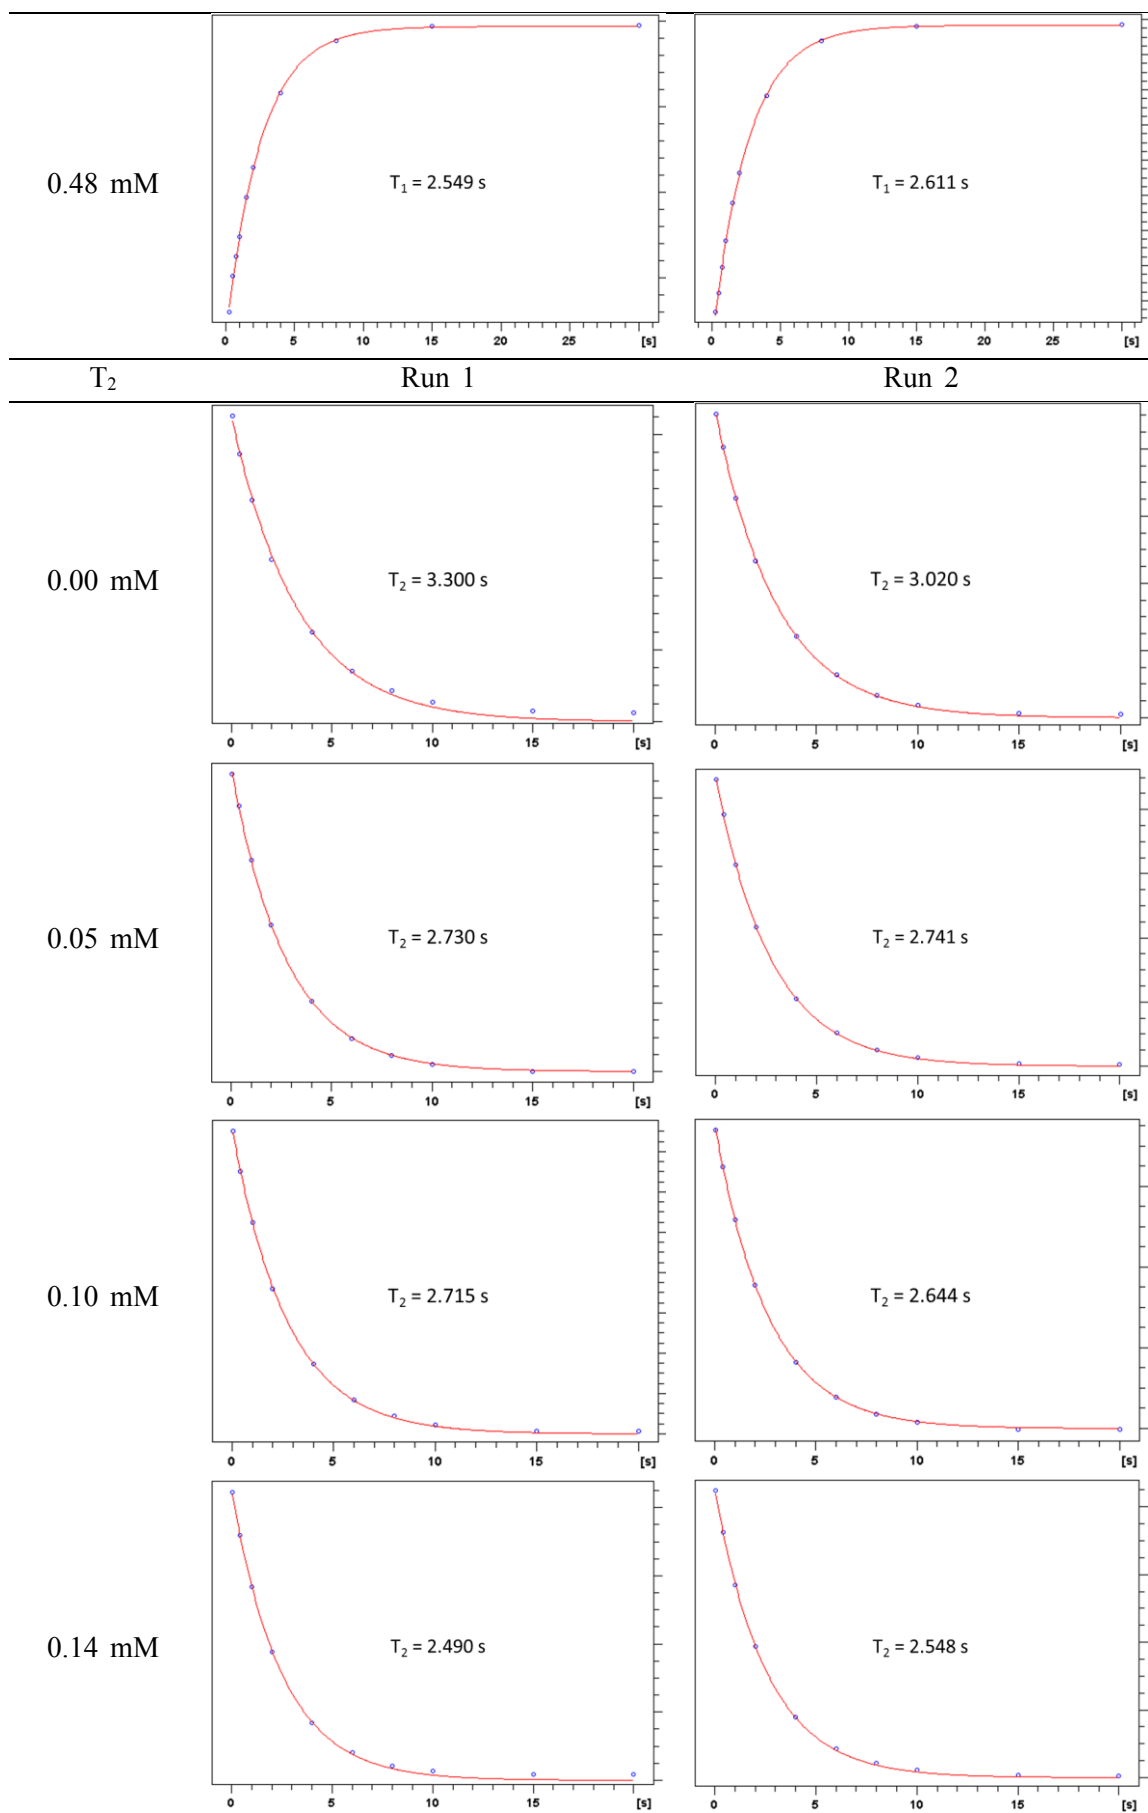 0.48 mM
T₁ = 2.549 s
T₁ = 2.611 s
0 5 10 15 20 25 [s]
0 5 10 15 20 25 [s]
T₂ Run 1 Run 2
0.00 mM
T₂ = 3.300 s
T₂ = 3.020 s
0 5 10 15 [s]
0 5 10 15 [s]
0.05 mM
T₂ = 2.730 s
T₂ = 2.741 s
0 5 10 15 [s]
0 5 10 15 [s]
0.10 mM
T₂ = 2.715 s
T₂ = 2.644 s
0 5 10 15 [s]
0 5 10 15 [s]
0.14 mM
T₂ = 2.490 s
T₂ = 2.548 s
0 5 10 15 [s]
0 5 10 15 [s]